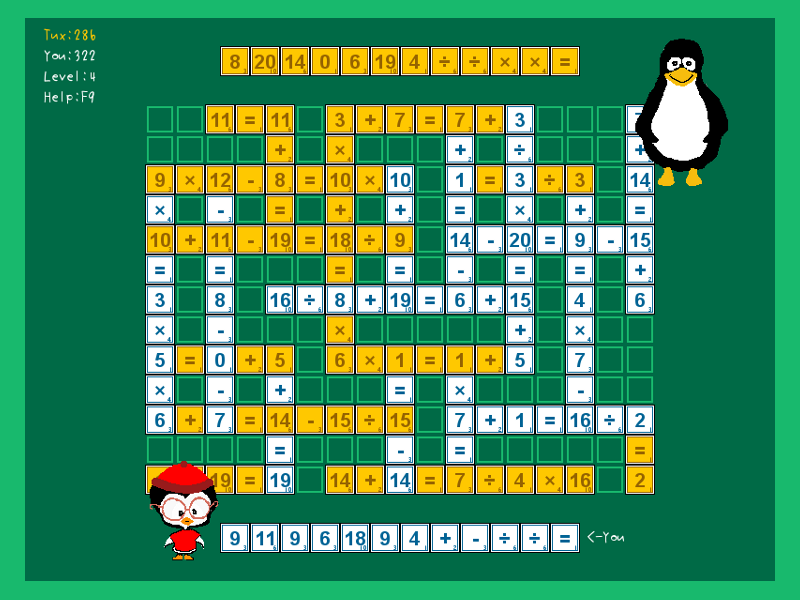 Tux:286
You:322
Level:4
Help:F9
8 20 14 0 6 19 4 ÷ ÷ × × =
11 = 11 3 + 7 = 7 + 3
+ × + ÷ +
9 × 12 - 8 = 10 × 10 1 = 3 ÷ 3 14
× - = + + = × + =
10 + 11 - 19 = 18 ÷ 9 14 - 20 = 9 - 15
= = = = - = = +
3 8 16 ÷ 8 + 19 = 6 + 15 4 6
× - × + ×
5 = 0 + 5 6 × 1 = 1 + 5 7
× - + = × -
6 + 7 = 14 - 15 ÷ 15 7 + 1 = 16 ÷ 2
= - = =
19 = 19 14 + 14 = 7 ÷ 4 × 16 2
9 11 9 6 18 9 4 + - ÷ ÷ = <-You